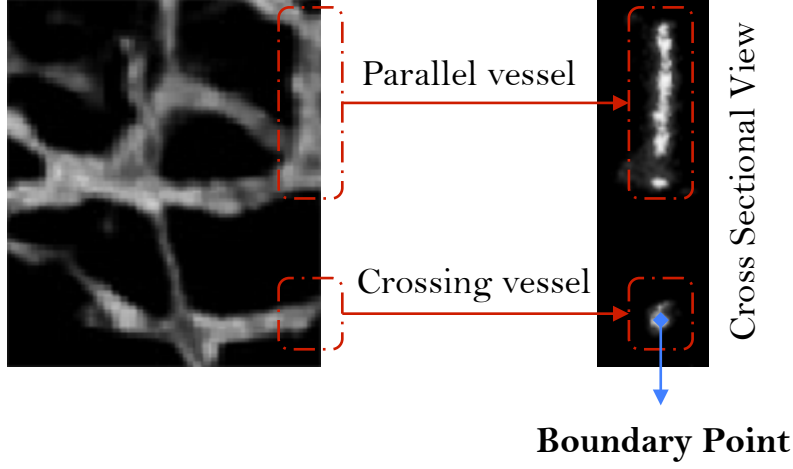 Parallel vessel
Crossing vessel
Cross Sectional View
Boundary Point